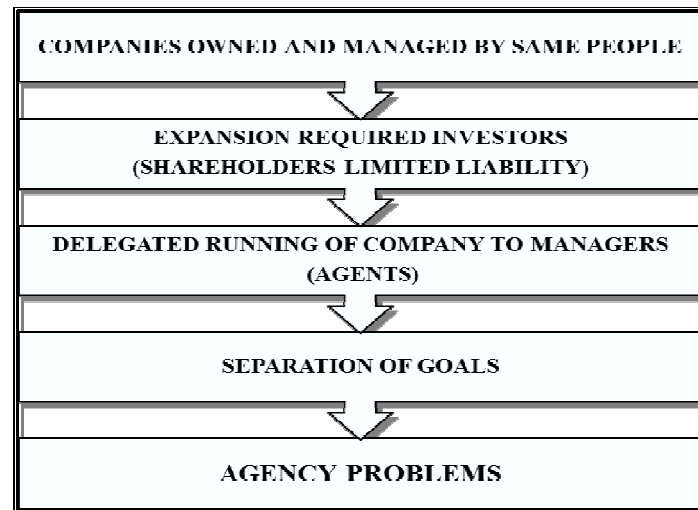 COMPANIES OWNED AND MANAGED BY SAME PEOPLE
EXPANSION REQUIRED INVESTORS
(SHAREHOLDERS LIMITED LIABILITY)
DELEGATED RUNNING OF COMPANY TO MANAGERS
(AGENTS)
SEPARATION OF GOALS
AGENCY PROBLEMS